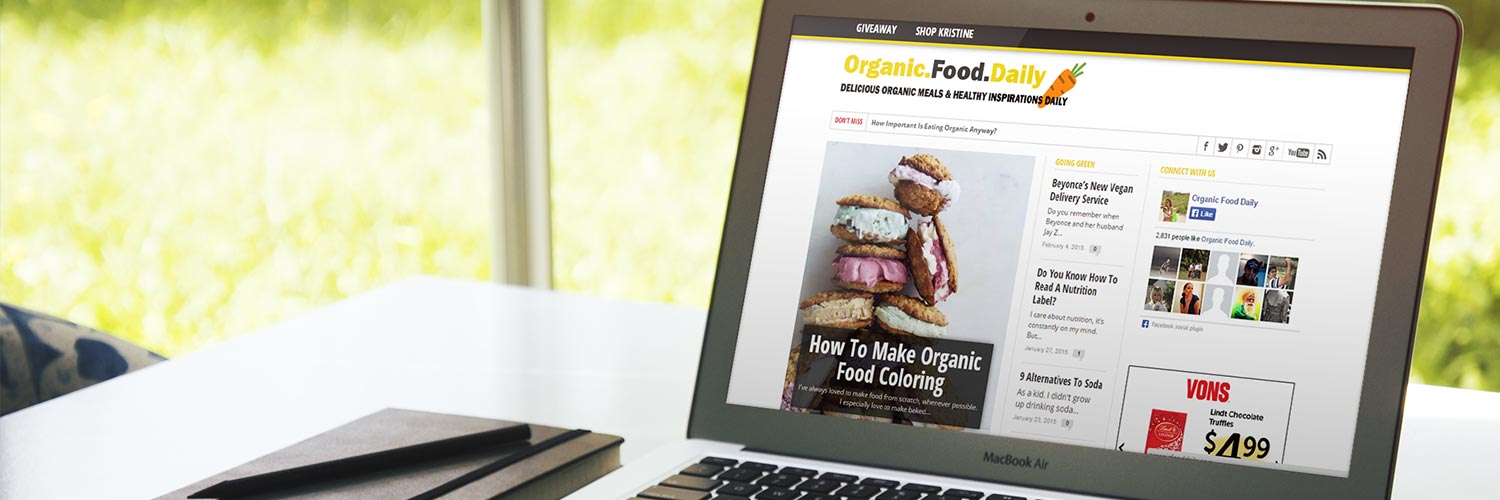 GIVEAWAY SHOP KRISTINE
Organic.Food.Daily
DELICIOUS ORGANIC MEALS & HEALTHY INSPIRATIONS DAILY
DON'T MISS How Important Is Eating Organic Anyway?
f g+ You Tube
How To Make Organic
Food Coloring
I've always loved to make food from scratch, whenever possible.
I especially love to make baked...
GOING GREEN
Beyonce's New Vegan
Delivery Service
Do you remember when
Beyonce and her husband
Jay Z...
February 4, 2015 0
Do You Know How To
Read A Nutrition
Label?
I care about nutrition, it's
constantly on my mind.
But...
January 27, 2015 1
9 Alternatives To Soda
As a kid, I didn't grow
up drinking soda...
January 23, 2015 0
CONNECT WITH US
Organic Food Daily
f Like
2,831 people like Organic Food Daily.
f Facebook social plugin
VONS
Lindt Chocolate
Truffles
$4.99
MacBook Air